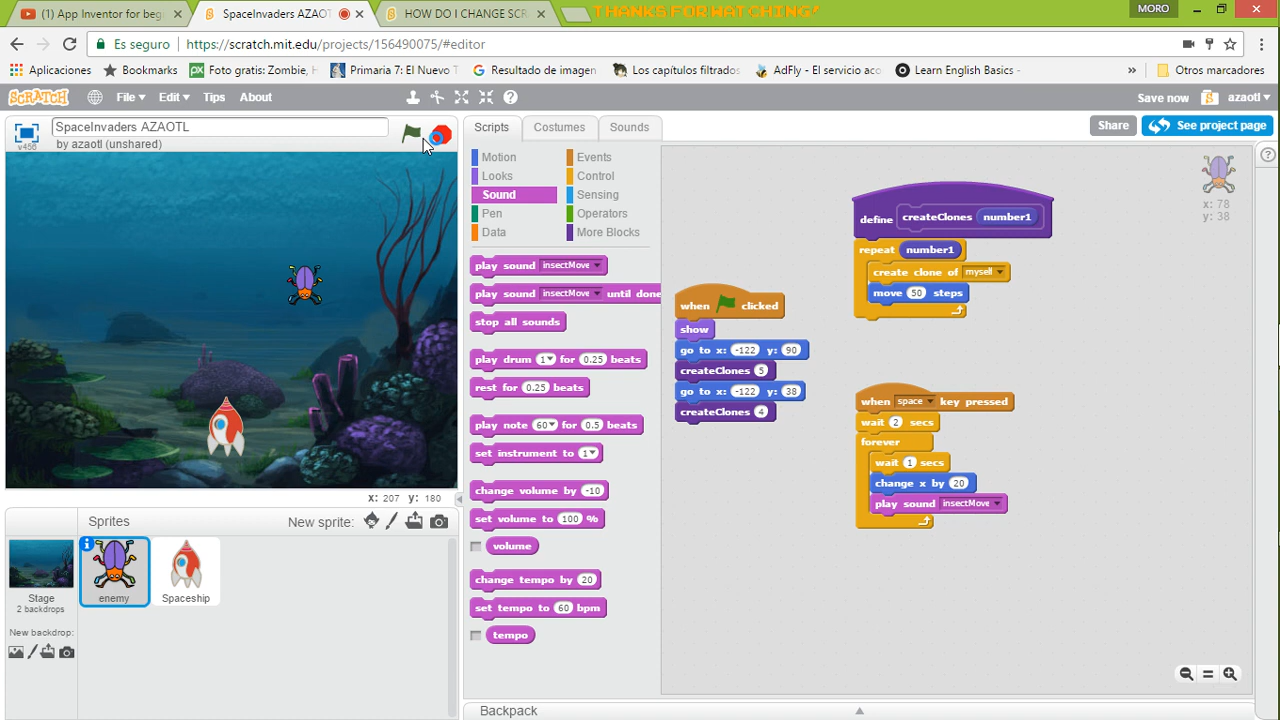 (1) App Inventor for begi
SpaceInvaders AZAOT
HOW DO I CHANGE SCR
THANKS FOR WATCHING!
MORO
Es seguro https://scratch.mit.edu/projects/156490075/#editor
Aplicaciones Bookmarks Foto gratis: Zombie, H Primaria 7: El Nuevo T Resultado de imagen Los capítulos filtrados AdFly - El servicio aco Learn English Basics - » Otros marcadores
SCRATCH File Edit Tips About Save now azaotl
SpaceInvaders AZAOTL
by azaotl (unshared)
v456
Scripts Costumes Sounds
Share See project page
Motion Events
Looks Control
Sound Sensing
Pen Operators
Data More Blocks
play sound insectMove
play sound insectMove until done
stop all sounds
play drum 1 for 0.25 beats
rest for 0.25 beats
play note 60 for 0.5 beats
set instrument to 1
change volume by -10
set volume to 100 %
volume
change tempo by 20
set tempo to 60 bpm
tempo
when clicked
show
go to x: -122 y: 90
createClones 5
go to x: -122 y: 38
createClones 4
define createClones number1
repeat number1
create clone of myself
move 50 steps
when space key pressed
wait 2 secs
forever
wait 1 secs
change x by 20
play sound insectMove
x: 78
y: 38
x: 207 y: 180
Sprites New sprite:
Stage
2 backdrops
New backdrop:
enemy
Spaceship
Backpack